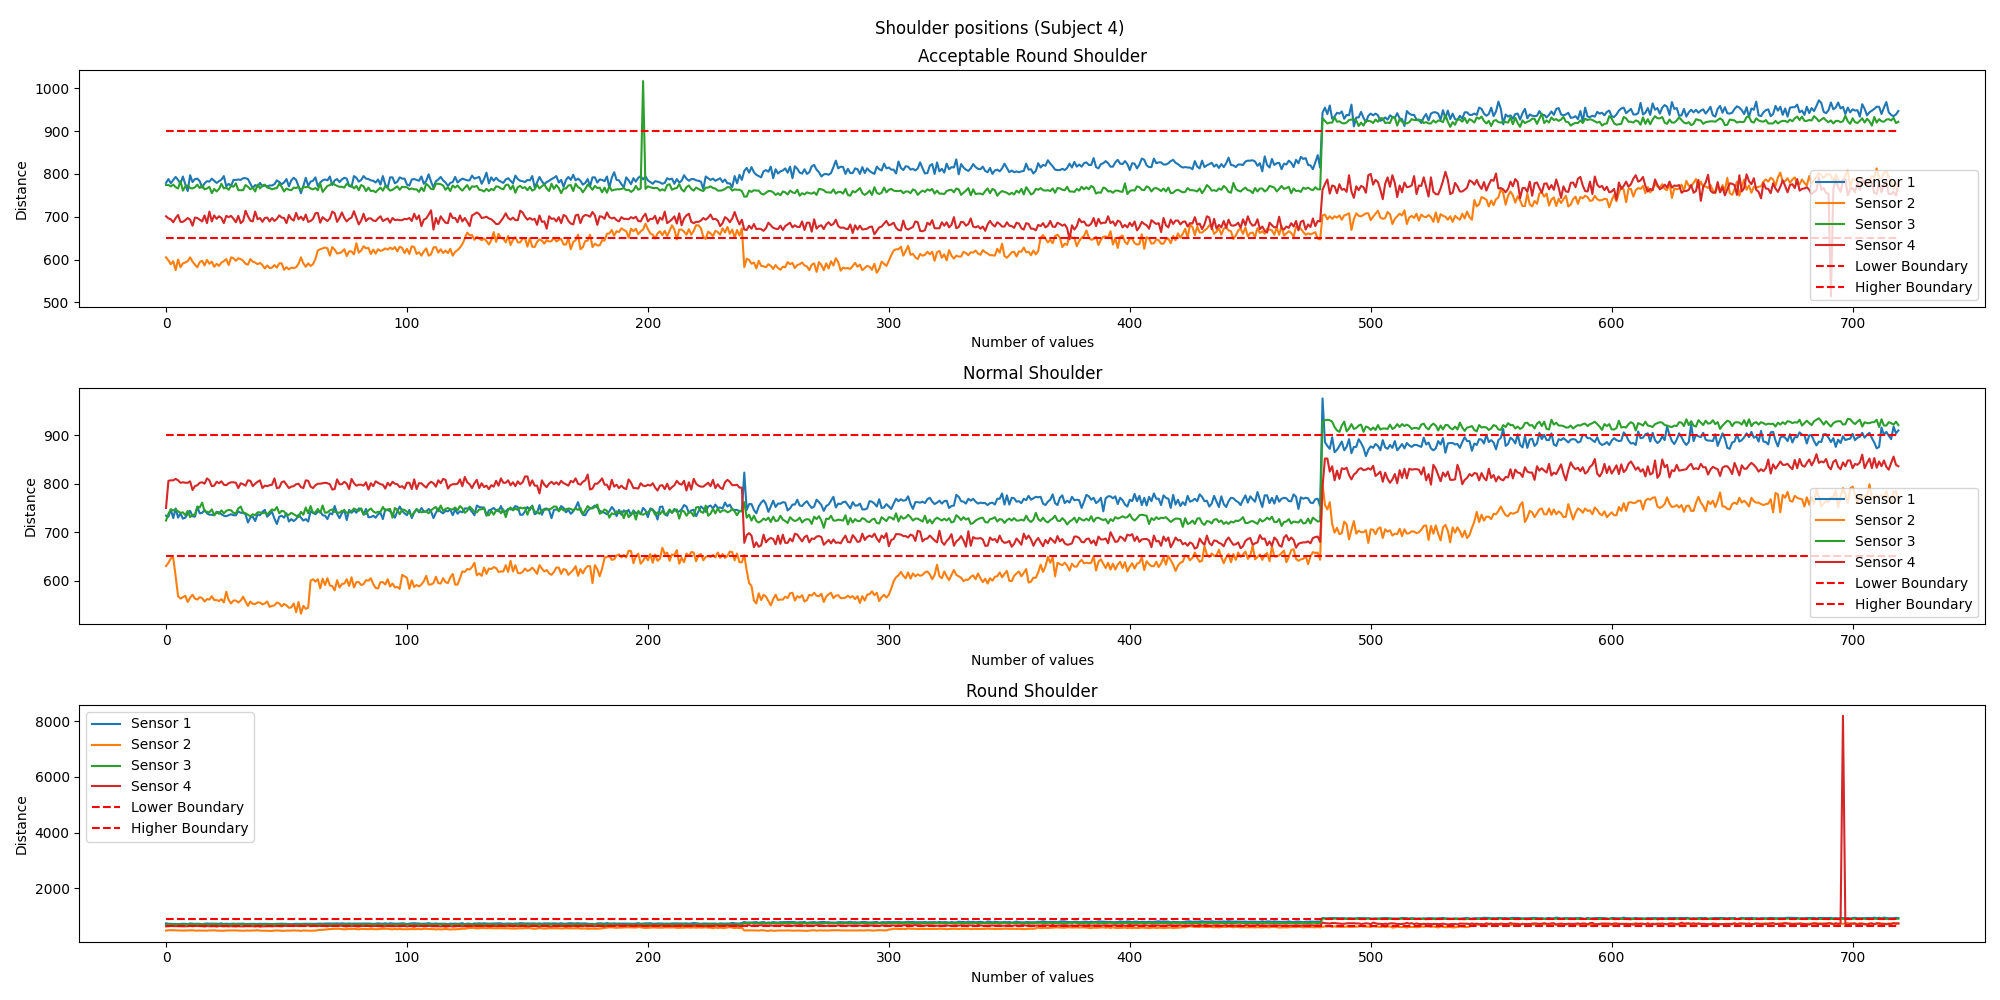 Shoulder positions (Subject 4)
Acceptable Round Shoulder
1000
900
800
700
600
500
Distance
Sensor 1
Sensor 2
Sensor 3
Sensor 4
Lower Boundary
Higher Boundary
0 100 200 300 400 500 600 700
Number of values
Normal Shoulder
900
800
700
600
Distance
Sensor 1
Sensor 2
Sensor 3
Sensor 4
Lower Boundary
Higher Boundary
0 100 200 300 400 500 600 700
Number of values
Round Shoulder
8000
6000
4000
2000
Distance
Sensor 1
Sensor 2
Sensor 3
Sensor 4
Lower Boundary
Higher Boundary
0 100 200 300 400 500 600 700
Number of values